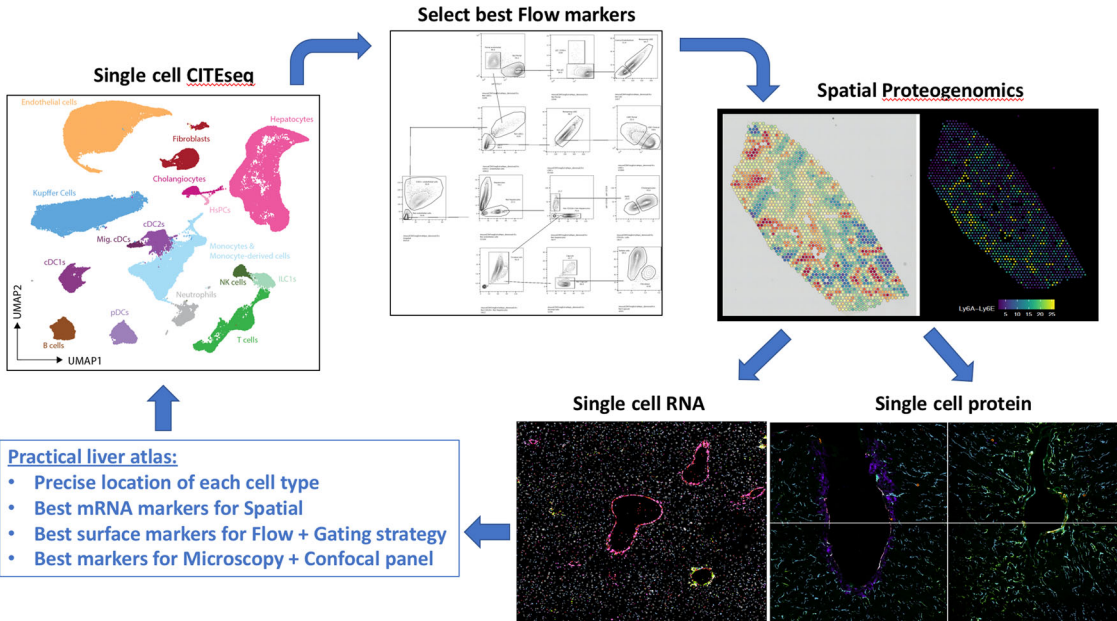 Select best Flow markers
Single cell CITEseq
Spatial Proteogenomics
Endothelial cells
Hepatocytes
Fibroblasts
Cholangiocytes
HsPCs
Kupffer Cells
cDC2s
Mig. cDCs
Monocytes &
Monocyte-derived cells
cDC1s
NK cells
ILC1s
Neutrophils
pDCs
B cells
T cells
UMAP2
UMAP1
Ly6A–Ly6E
5 10 15 20 25
Single cell RNA
Single cell protein
Practical liver atlas:
• Precise location of each cell type
• Best mRNA markers for Spatial
• Best surface markers for Flow + Gating strategy
• Best markers for Microscopy + Confocal panel